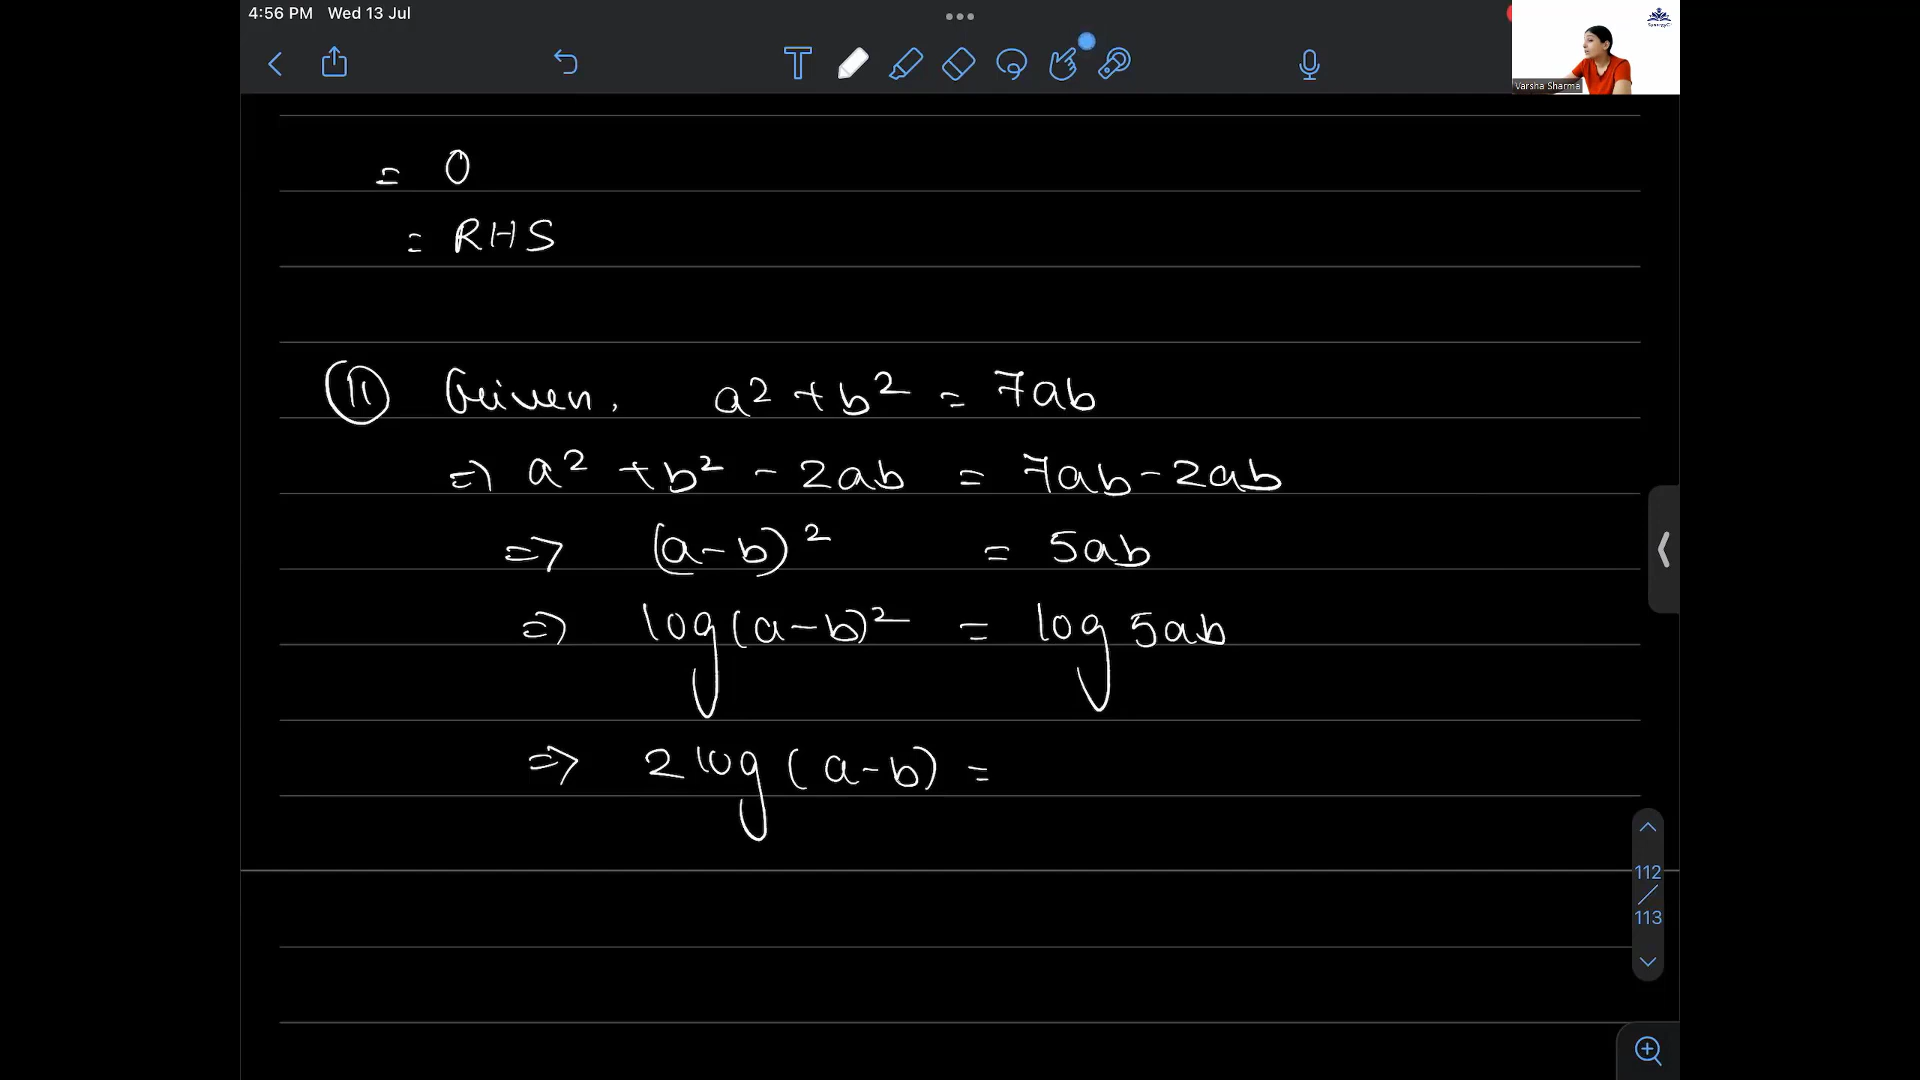 4:56 PM Wed 13 Jul
Varsha Sharma
= 0
= RHS
(11) Given, a² + b² = 7ab
⇒ a² + b² - 2ab = 7ab - 2ab
⇒ (a-b)² = 5ab
⇒ log(a-b)² = log 5ab
⇒ 2 log (a-b) =
112
/
113